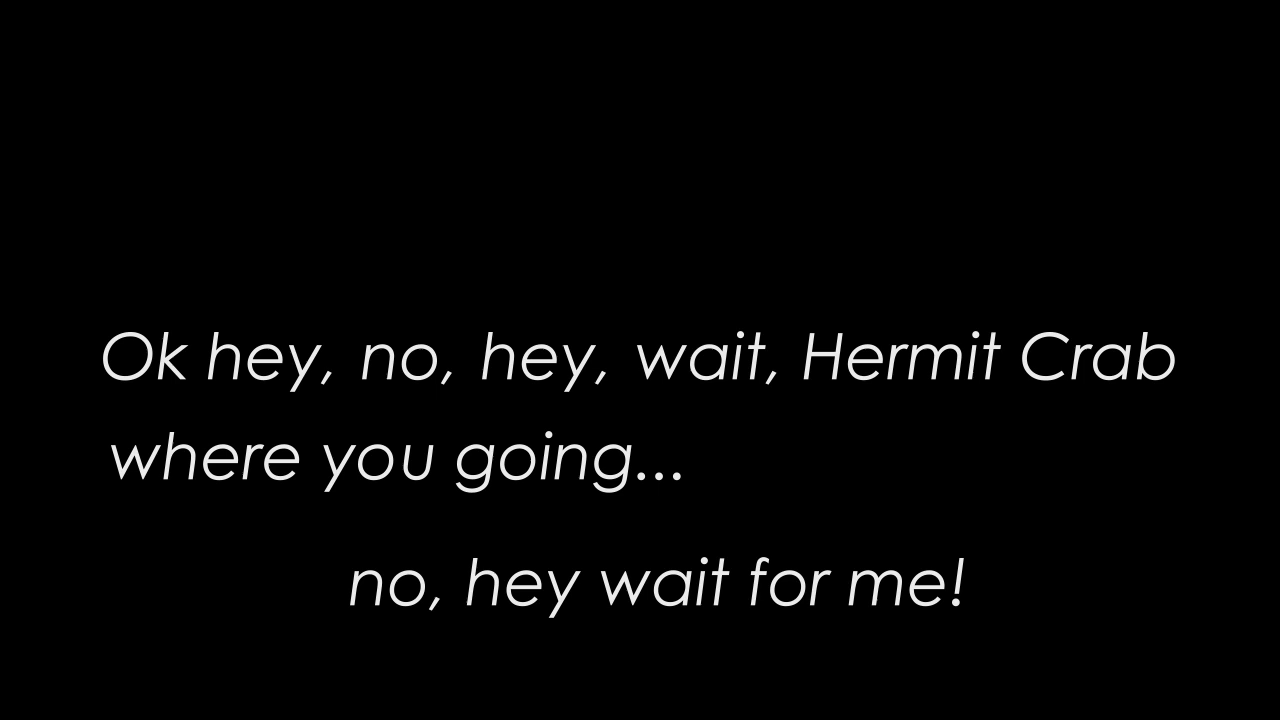 Ok hey, no, hey, wait, Hermit Crab
where you going...
no, hey wait for me!